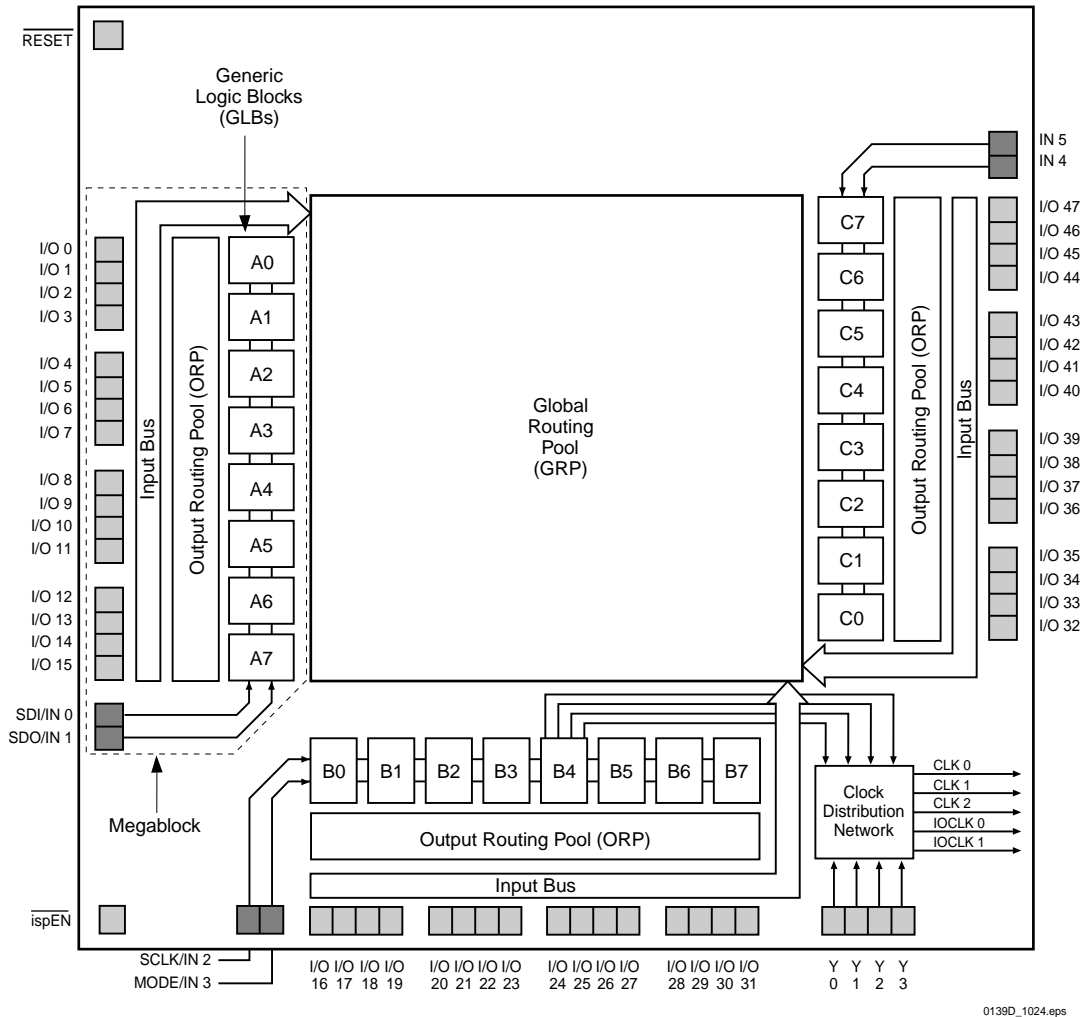 RESET
Generic
Logic Blocks
(GLBs)
IN 5
IN 4
I/O 0
I/O 1
I/O 2
I/O 3
I/O 4
I/O 5
I/O 6
I/O 7
I/O 8
I/O 9
I/O 10
I/O 11
I/O 12
I/O 13
I/O 14
I/O 15
SDI/IN 0
SDO/IN 1
Input Bus
Output Routing Pool (ORP)
A0
A1
A2
A3
A4
A5
A6
A7
Global
Routing
Pool
(GRP)
C7
C6
C5
C4
C3
C2
C1
C0
Output Routing Pool (ORP)
Input Bus
I/O 47
I/O 46
I/O 45
I/O 44
I/O 43
I/O 42
I/O 41
I/O 40
I/O 39
I/O 38
I/O 37
I/O 36
I/O 35
I/O 34
I/O 33
I/O 32
Megablock
B0 B1 B2 B3 B4 B5 B6 B7
Output Routing Pool (ORP)
Input Bus
Clock
Distribution
Network
CLK 0
CLK 1
CLK 2
IOCLK 0
IOCLK 1
ispEN
SCLK/IN 2
MODE/IN 3
I/O I/O I/O I/O I/O I/O I/O I/O I/O I/O I/O I/O I/O I/O I/O I/O Y Y Y Y
16 17 18 19 20 21 22 23 24 25 26 27 28 29 30 31 0 1 2 3
0139D_1024.eps